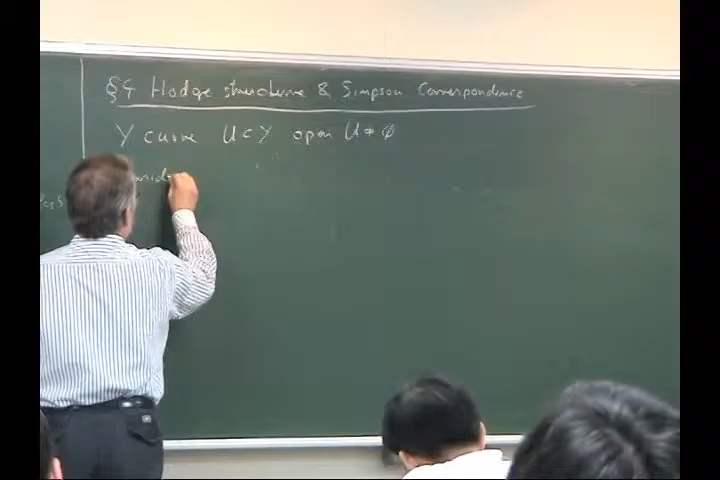 §4 Hodge structure & Simpson Correspondence
Y curve U ⊂ Y open U ≠ ∅